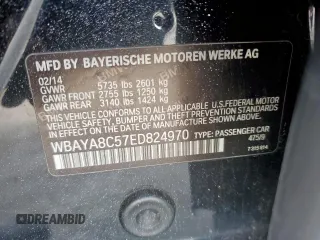 MFD BY BAYERISCHE MOTOREN WERKE AG
02/14
GVWR 5735 lbs 2601 kg
GAWR FRONT 2755 lbs 1250 kg
GAWR REAR 3140 lbs 1424 kg
THIS VEHICLE CONFORMS TO ALL APPLICABLE U.S. FEDERAL MOTOR
VEHICLE SAFETY, BUMPER, AND THEFT PREVENTION STANDARDS
IN EFFECT ON THE DATE OF MANUFACTURE SHOWN ABOVE.
WBAYA8C57ED824970 TYPE: PASSENGER CAR
475/9
© DREAMBID